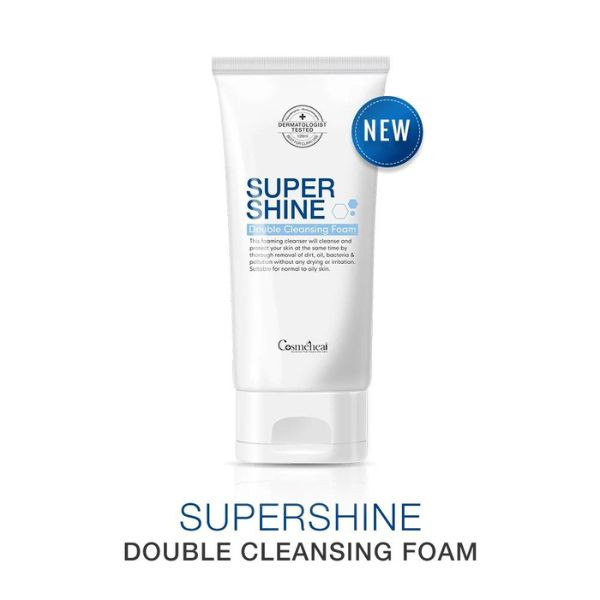 DERMATOLOGIST
TESTED
NEW
SUPER
SHINE
Double Cleansing Foam
This foaming cleanser will cleanse and
protect your skin at the same time by
thorough removal of dirt, oil, bacteria &
pollution without any drying or irritation.
Suitable for normal to oily skin.
Cosmeheal
SUPERSHINE
DOUBLE CLEANSING FOAM